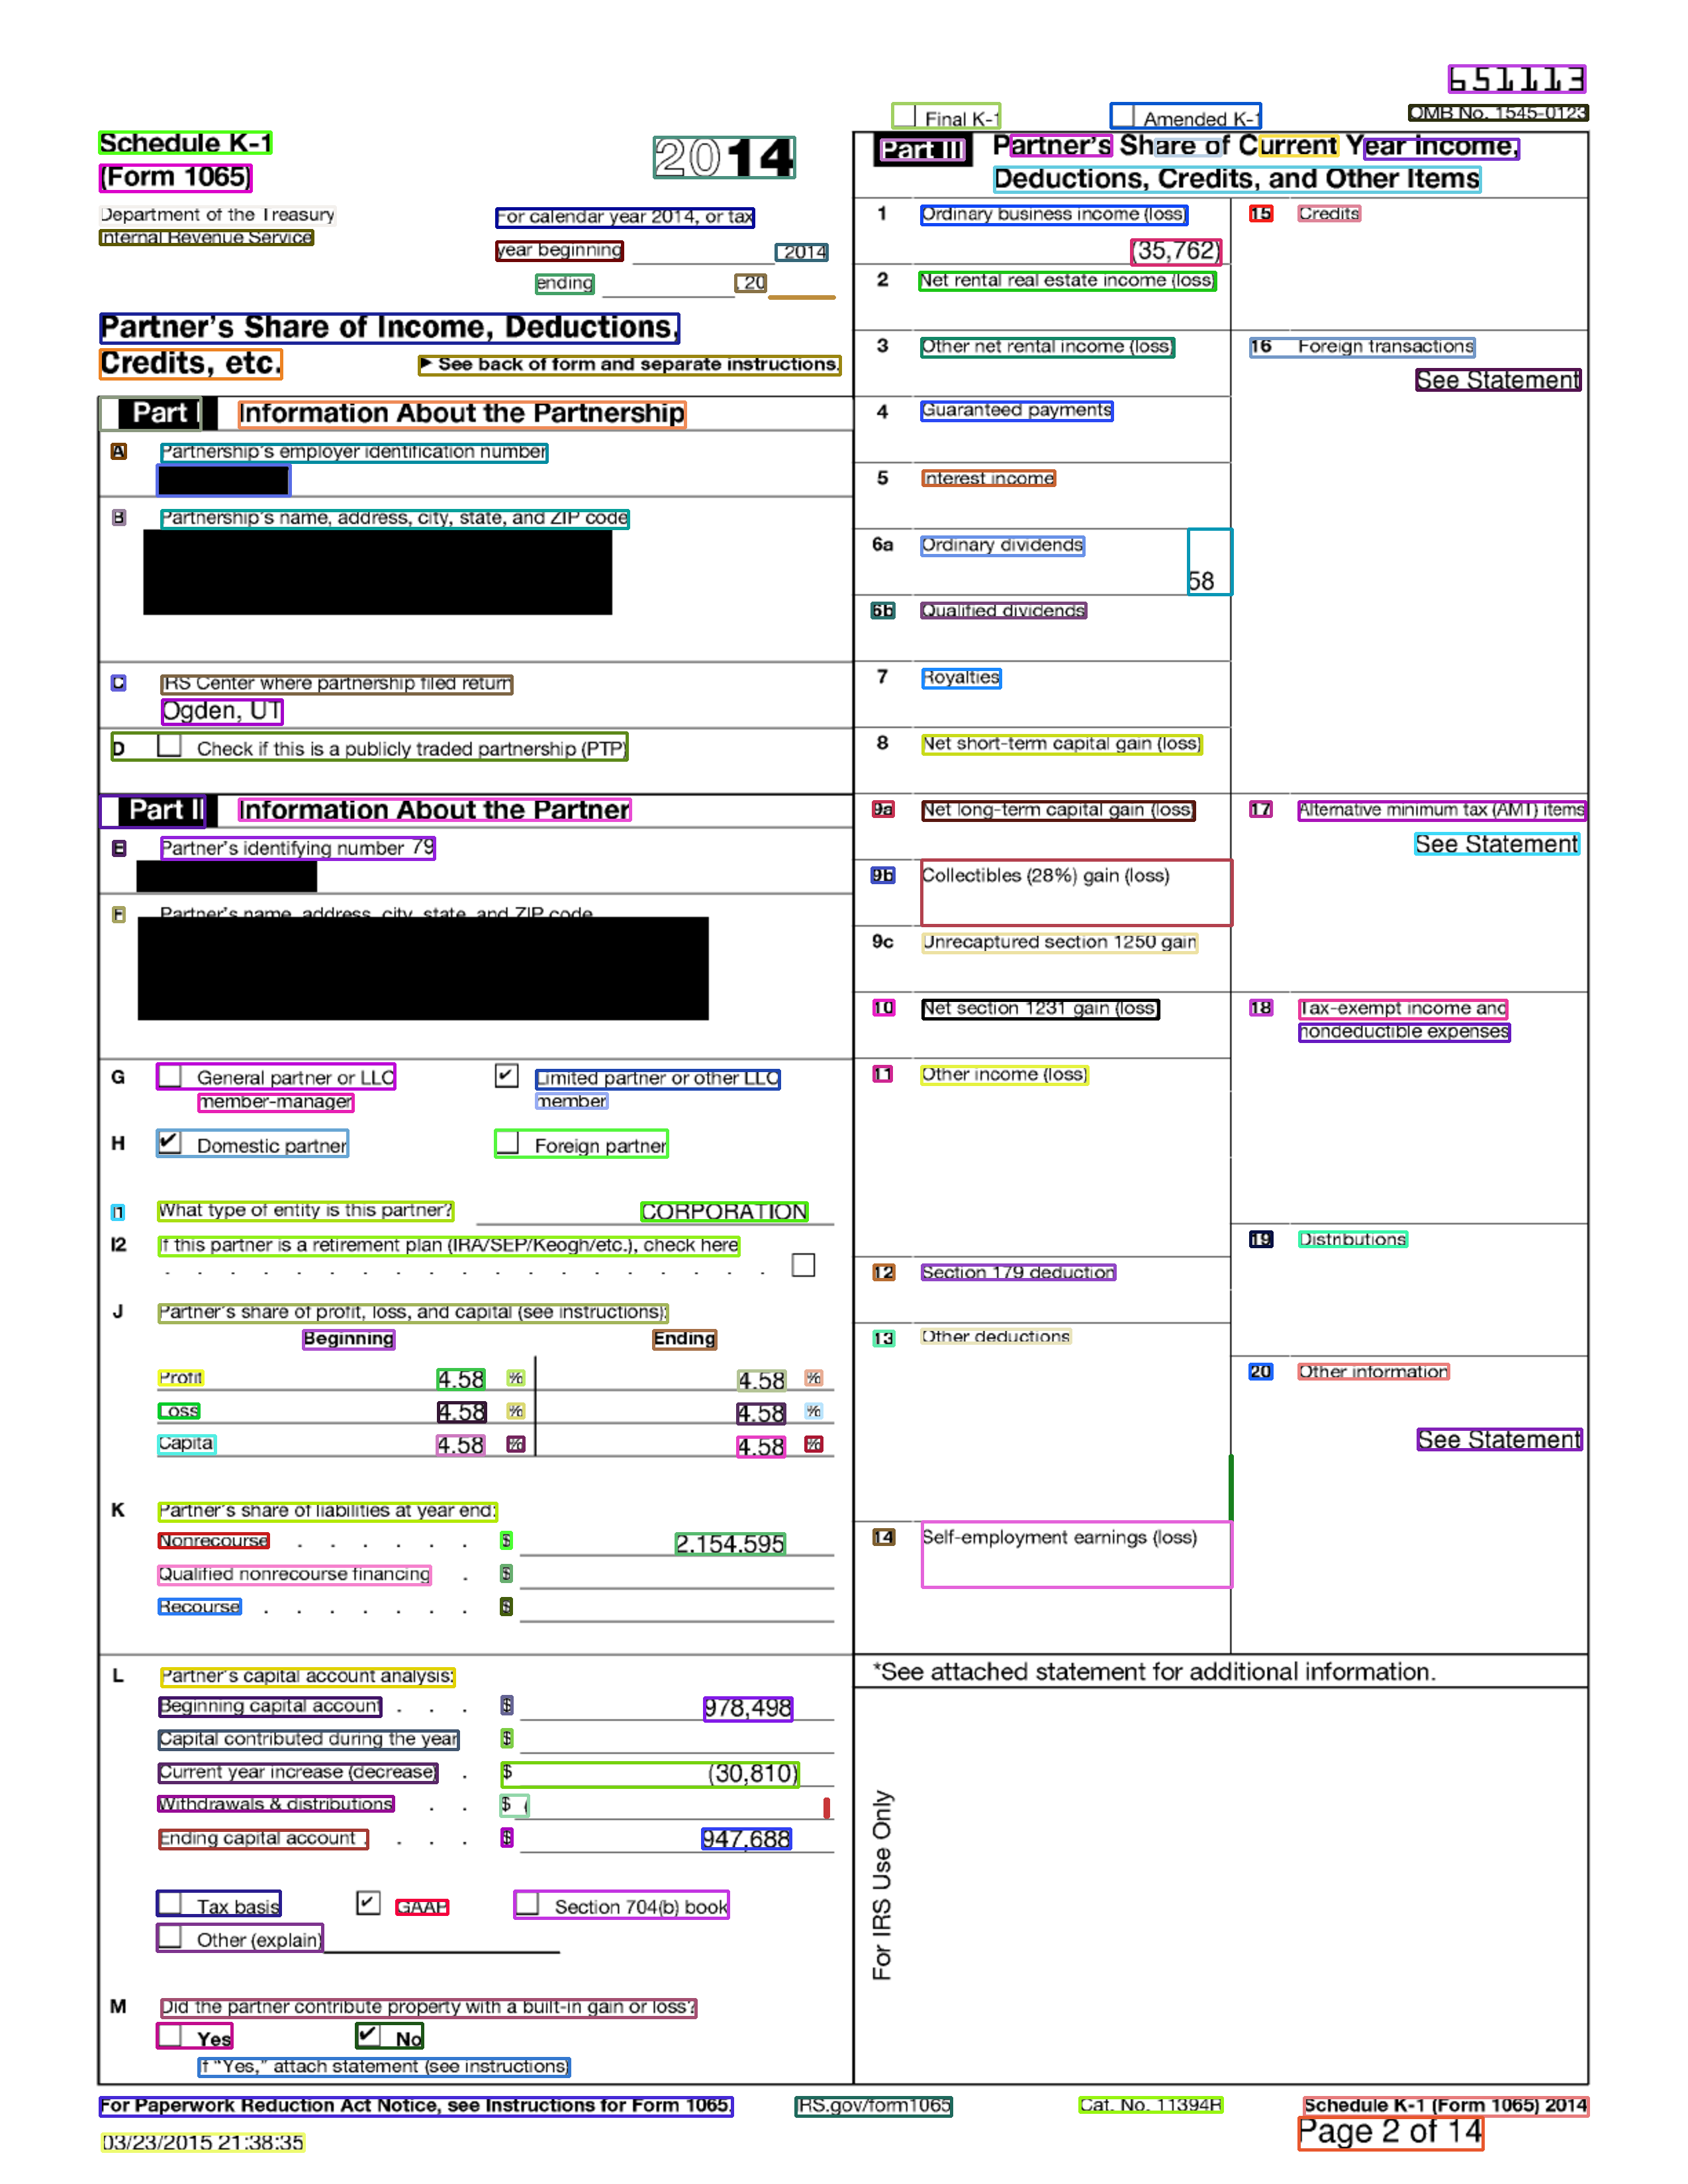 651113
Final K-1 Amended K-1 OMB No. 1545-0123
Schedule K-1
(Form 1065)
2014
Department of the Treasury
Internal Revenue Service
For calendar year 2014, or tax
year beginning , 2014
ending , 20
Partner's Share of Income, Deductions,
Credits, etc.
► See back of form and separate instructions.
Part I Information About the Partnership
A Partnership's employer identification number
B Partnership's name, address, city, state, and ZIP code
C IRS Center where partnership filed return
Ogden, UT
D Check if this is a publicly traded partnership (PTP)
Part II Information About the Partner
E Partner's identifying number 79
F Partner's name, address, city, state, and ZIP code
G General partner or LLC
member-manager
✔ Limited partner or other LLC
member
H ✔ Domestic partner Foreign partner
I1 What type of entity is this partner? CORPORATION
I2 If this partner is a retirement plan (IRA/SEP/Keogh/etc.), check here
. . . . . . . . . . . . . . . . . . .
J Partner's share of profit, loss, and capital (see instructions):
Beginning Ending
Profit 4.58 % 4.58 %
Loss 4.58 % 4.58 %
Capital 4.58 % 4.58 %
K Partner's share of liabilities at year end:
Nonrecourse . . . . . . $ 2,154,595
Qualified nonrecourse financing . $
Recourse . . . . . . . $
L Partner's capital account analysis:
Beginning capital account . . . $ 978,498
Capital contributed during the year $
Current year increase (decrease) . $ (30,810)
Withdrawals & distributions . . $ ( )
Ending capital account . . . . $ 947,688
Tax basis ✔ GAAP Section 704(b) book
Other (explain)
M Did the partner contribute property with a built-in gain or loss?
Yes ✔ No
If "Yes," attach statement (see instructions)
Part III Partner's Share of Current Year Income,
Deductions, Credits, and Other Items
1 Ordinary business income (loss)
(35,762)
2 Net rental real estate income (loss)
3 Other net rental income (loss)
4 Guaranteed payments
5 Interest income
6a Ordinary dividends
58
6b Qualified dividends
7 Royalties
8 Net short-term capital gain (loss)
9a Net long-term capital gain (loss)
9b Collectibles (28%) gain (loss)
9c Unrecaptured section 1250 gain
10 Net section 1231 gain (loss)
11 Other income (loss)
12 Section 179 deduction
13 Other deductions
14 Self-employment earnings (loss)
15 Credits
16 Foreign transactions
See Statement
17 Alternative minimum tax (AMT) items
See Statement
18 Tax-exempt income and
nondeductible expenses
19 Distributions
20 Other information
See Statement
*See attached statement for additional information.
For IRS Use Only
For Paperwork Reduction Act Notice, see Instructions for Form 1065. IRS.gov/form1065 Cat. No. 11394R Schedule K-1 (Form 1065) 2014
03/23/2015 21:38:35 Page 2 of 14